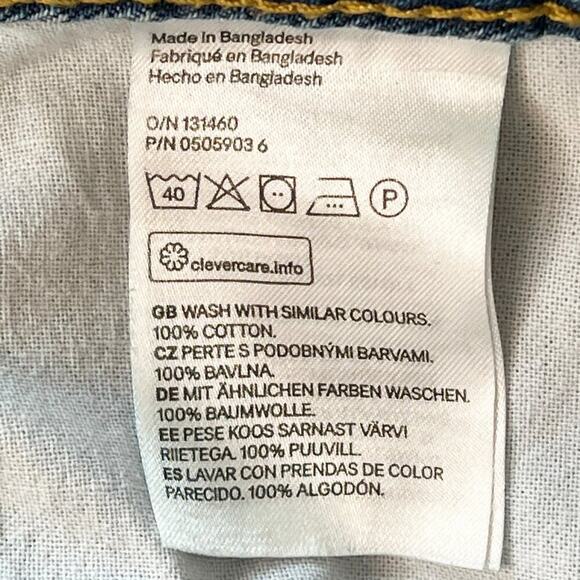 Made in Bangladesh
Fabriqué en Bangladesh
Hecho en Bangladesh
O/N 131460
P/N 0505903 6
40 P
clevercare.info
GB WASH WITH SIMILAR COLOURS.
100% COTTON.
CZ PERTE S PODOBNÝMI BARVAMI.
100% BAVLNA.
DE MIT ÄHNLICHEN FARBEN WASCHEN.
100% BAUMWOLLE.
EE PESE KOOS SARNAST VÄRVI
RIIETEGA. 100% PUUVILL.
ES LAVAR CON PRENDAS DE COLOR
PARECIDO. 100% ALGODÓN.